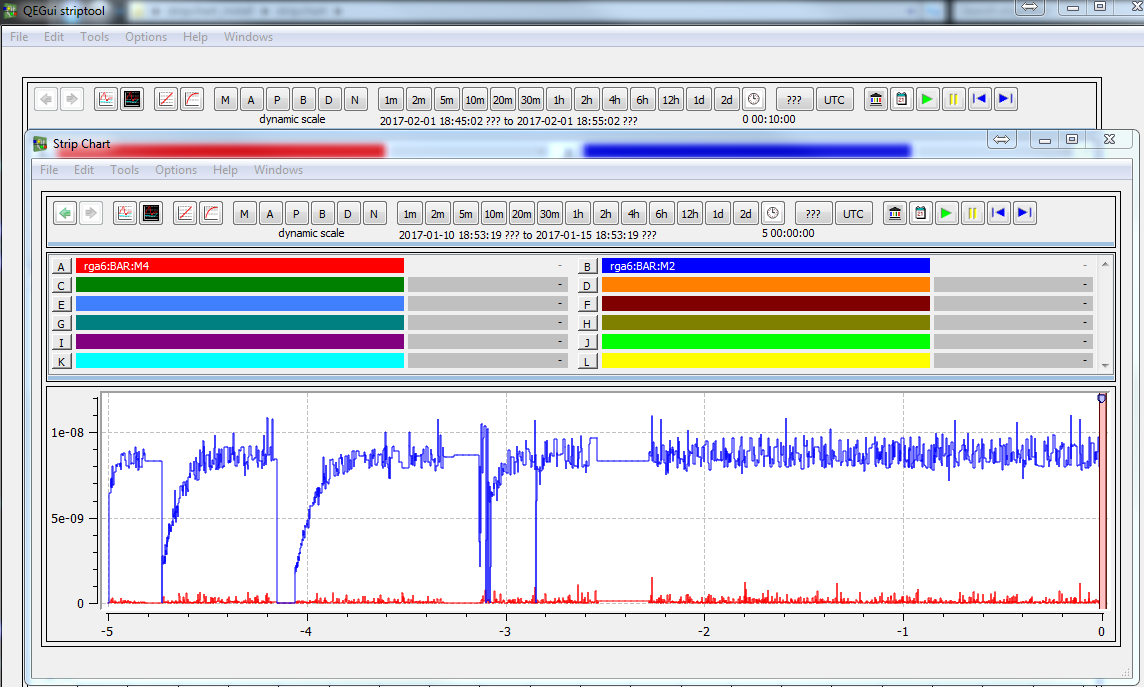 QEGui striptool
File Edit Tools Options Help Windows
M A P B D N 1m 2m 5m 10m 20m 30m 1h 2h 4h 6h 12h 1d 2d ??? UTC
dynamic scale 2017-02-01 18:45:02 ??? to 2017-02-01 18:55:02 ??? 0 00:10:00
Strip Chart
File Edit Tools Options Help Windows
M A P B D N 1m 2m 5m 10m 20m 30m 1h 2h 4h 6h 12h 1d 2d ??? UTC
dynamic scale 2017-01-10 18:53:19 ??? to 2017-01-15 18:53:19 ??? 5 00:00:00
A rga6:BAR:M4 - B rga6:BAR:M2 -
C - D -
E - F -
G - H -
I - J -
K - L -
1e-08
5e-09
0
-5 -4 -3 -2 -1 0